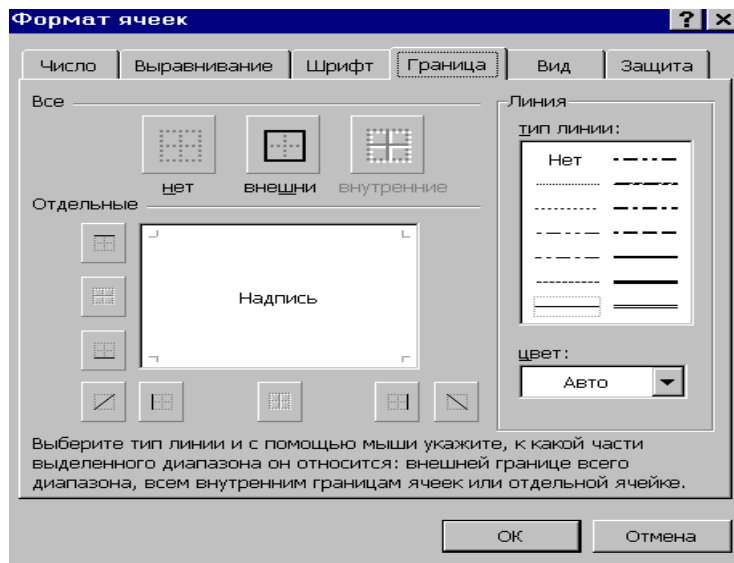 Формат ячеек
Число Выравнивание Шрифт Граница Вид Защита
Все
нет внешни внутренние
Отдельные
Надпись
Линия
тип линии:
Нет
цвет:
Авто
Выберите тип линии и с помощью мыши укажите, к какой части
выделенного диапазона он относится: внешней границе всего
диапазона, всем внутренним границам ячеек или отдельной ячейке.
ОК Отмена